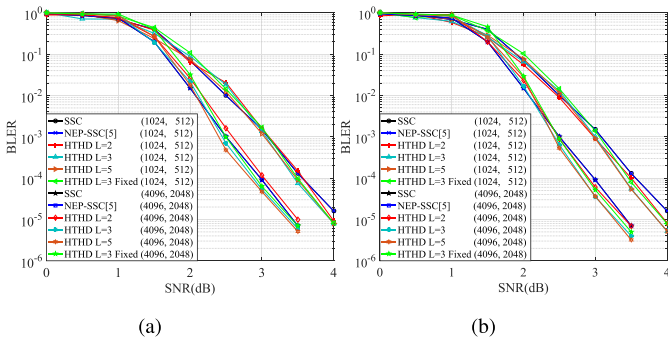 10^0
10^-1
10^-2
10^-3
10^-4
10^-5
10^-6
BLER
SSC (1024, 512)
NEP-SSC[5] (1024, 512)
HTHD L=2 (1024, 512)
HTHD L=3 (1024, 512)
HTHD L=5 (1024, 512)
HTHD L=3 Fixed (1024, 512)
SSC (4096, 2048)
NEP-SSC[5] (4096, 2048)
HTHD L=2 (4096, 2048)
HTHD L=3 (4096, 2048)
HTHD L=5 (4096, 2048)
HTHD L=3 Fixed (4096, 2048)
0 1 2 3 4
SNR(dB)
(a)
10^0
10^-1
10^-2
10^-3
10^-4
10^-5
10^-6
BLER
SSC (1024, 512)
NEP-SSC[5] (1024, 512)
HTHD L=2 (1024, 512)
HTHD L=3 (1024, 512)
HTHD L=5 (1024, 512)
HTHD L=3 Fixed (1024, 512)
SSC (4096, 2048)
NEP-SSC[5] (4096, 2048)
HTHD L=2 (4096, 2048)
HTHD L=3 (4096, 2048)
HTHD L=5 (4096, 2048)
HTHD L=3 Fixed (4096, 2048)
0 1 2 3 4
SNR(dB)
(b)